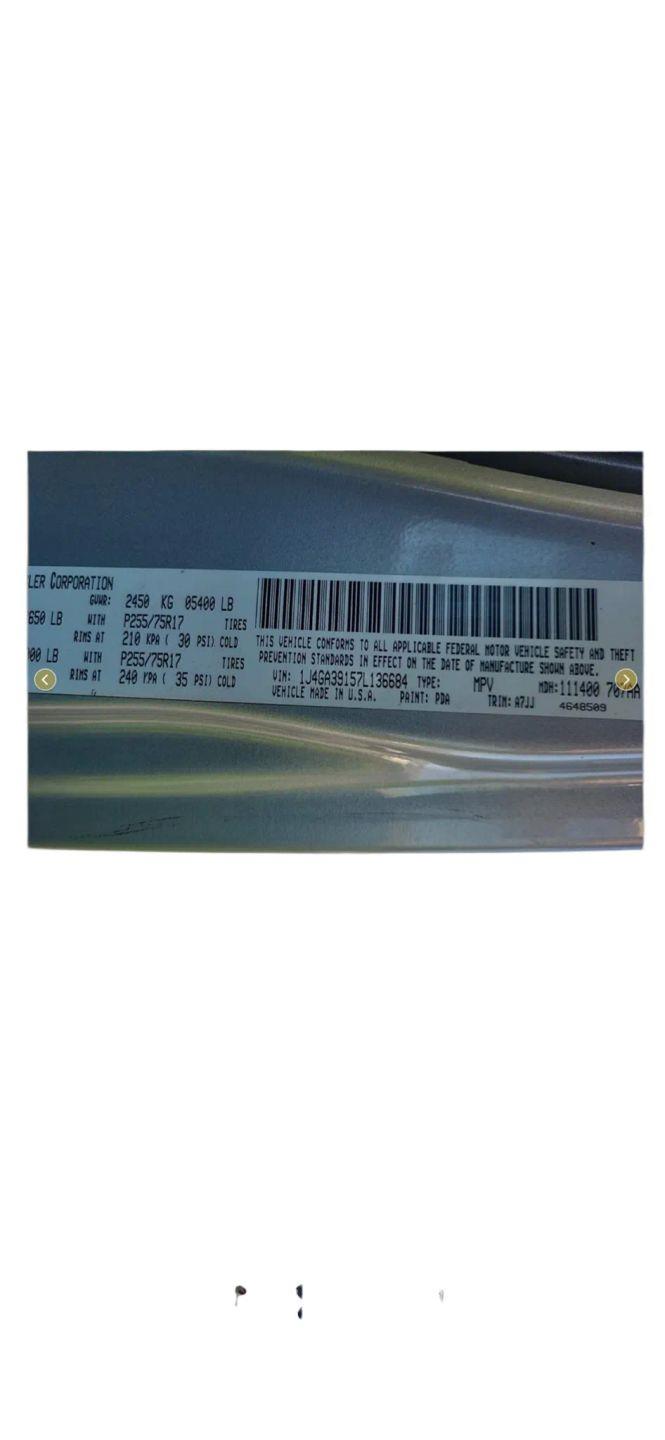 LER CORPORATION
GVWR: 2450 KG 05400 LB
650 LB WITH P255/75R17 TIRES
RIMS AT 210 KPA ( 30 PSI) COLD
00 LB WITH P255/75R17 TIRES
RIMS AT 240 KPA ( 35 PSI) COLD
THIS VEHICLE CONFORMS TO ALL APPLICABLE FEDERAL MOTOR VEHICLE SAFETY AND THEFT
PREVENTION STANDARDS IN EFFECT ON THE DATE OF MANUFACTURE SHOWN ABOVE.
VIN: 1J4GA39157L136684 TYPE: MPV MDH:111400
VEHICLE MADE IN U.S.A. PAINT: PDA TRIM: A7JJ 4648509